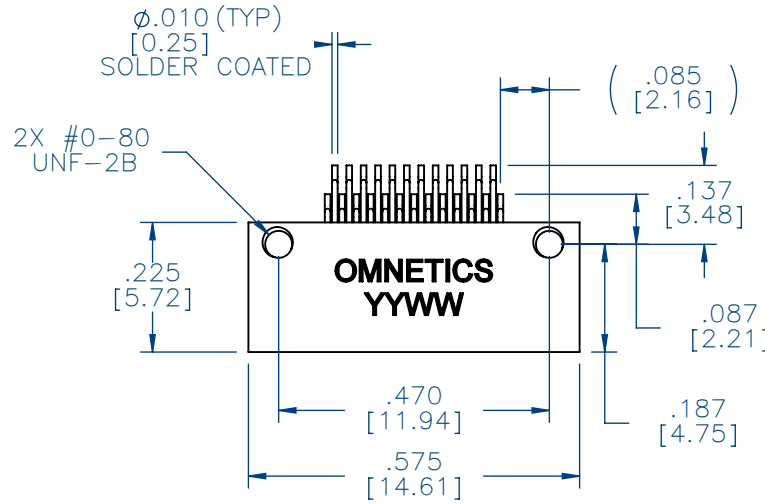 ⌀.010 (TYP)
[0.25]
SOLDER COATED
( .085 )
[2.16]
2X #0-80
UNF-2B
.137
[3.48]
.225
[5.72]
OMNETICS
YYWW
.087
[2.21]
.470
[11.94]
.187
[4.75]
.575
[14.61]